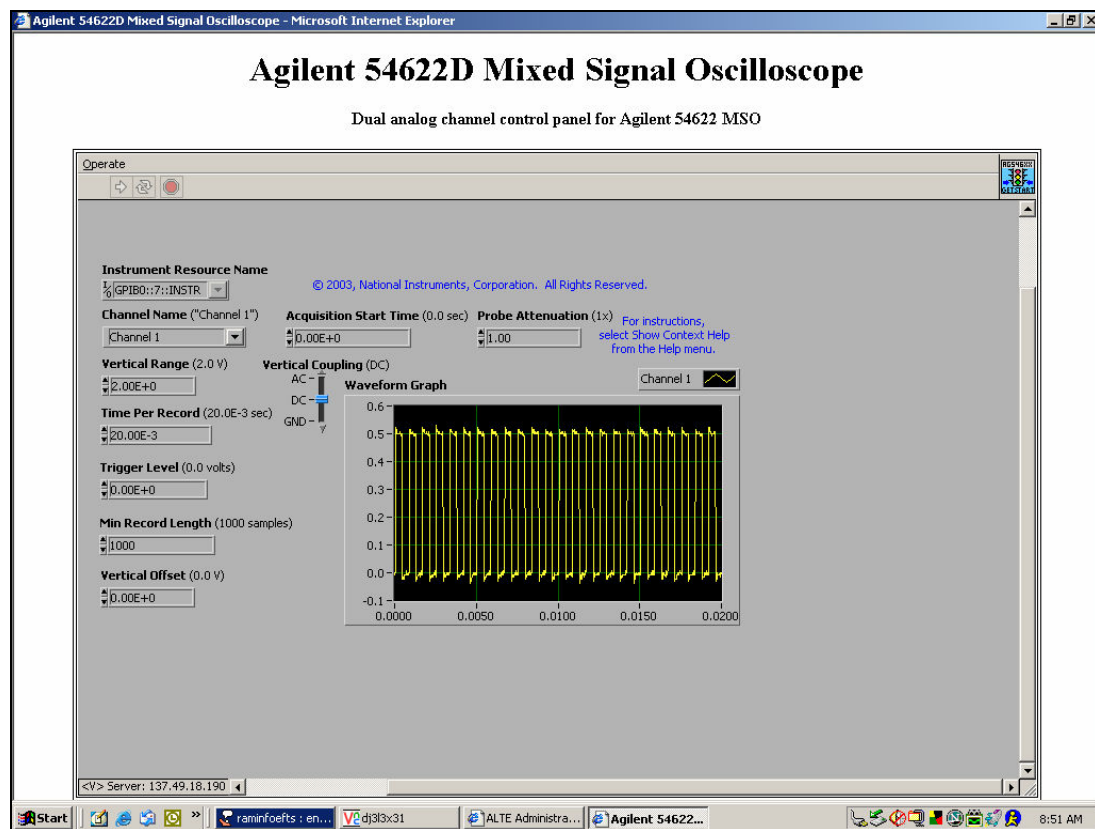 Agilent 54622D Mixed Signal Oscilloscope - Microsoft Internet Explorer
Agilent 54622D Mixed Signal Oscilloscope
Dual analog channel control panel for Agilent 54622 MSO
Operate
AG546XX
Instrument Resource Name
I/O GPIB0::7::INSTR
© 2003, National Instruments, Corporation. All Rights Reserved.
Channel Name ("Channel 1")
Channel 1
Acquisition Start Time (0.0 sec)
0.00E+0
Probe Attenuation (1x)
1.00
For instructions,
select Show Context Help
from the Help menu.
Vertical Range (2.0 V)
2.00E+0
Vertical Coupling (DC)
AC
DC
GND
Time Per Record (20.0E-3 sec)
20.00E-3
Trigger Level (0.0 volts)
0.00E+0
Min Record Length (1000 samples)
1000
Vertical Offset (0.0 V)
0.00E+0
Waveform Graph
Channel 1
0.6
0.5
0.4
0.3
0.2
0.1
0.0
-0.1
0.0000 0.0050 0.0100 0.0150 0.0200
<V> Server: 137.49.18.190
Start
»
raminfoefts : en...
dj3l3x31
ALTE Administra...
Agilent 54622...
8:51 AM